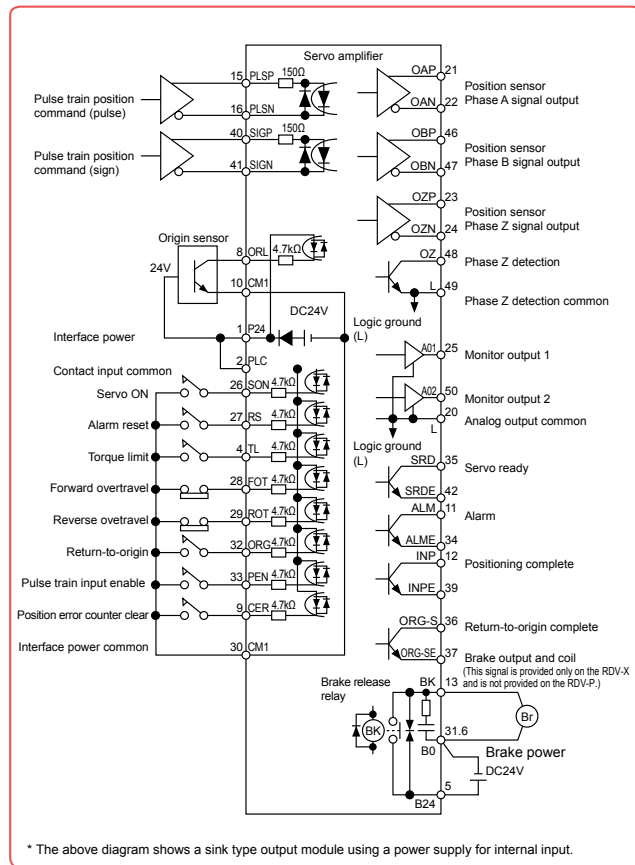 Servo amplifier
15 PLSP 150Ω
Pulse train position
command (pulse)
16 PLSN
40 SIGP 150Ω
Pulse train position
command (sign)
41 SIGN
Origin sensor
24V
8 ORL 4.7kΩ
10 CM1
DC24V
Interface power
1 P24
2 PLC
Contact input common
Servo ON
26 SON 4.7kΩ
Alarm reset
27 RS 4.7kΩ
Torque limit
4 TL 4.7kΩ
Forward overtravel
28 FOT 4.7kΩ
Reverse overtavel
29 ROT 4.7kΩ
Return-to-origin
32 ORG 4.7kΩ
Pulse train input enable
33 PEN 4.7kΩ
Position error counter clear
9 CER 4.7kΩ
Interface power common
30 CM1
OAP 21
Position sensor
Phase A signal output
OAN 22
OBP 46
Position sensor
Phase B signal output
OBN 47
OZP 23
Position sensor
Phase Z signal output
OZN 24
OZ 48
Phase Z detection
L 49
Phase Z detection common
Logic ground
(L)
A01 25
Monitor output 1
A02 50
Monitor output 2
20
L
Analog output common
Logic ground
(L)
SRD 35
Servo ready
SRDE 42
ALM 11
Alarm
ALME 34
INP 12
Positioning complete
INPE 39
ORG-S 36
Return-to-origin complete
ORG-SE 37
Brake output and coil
(This signal is provided only on the RDV-X
and is not provided on the RDV-P.)
BK 13
Brake release
relay
BK
Br
31.6
B0
Brake power
DC24V
5
B24
* The above diagram shows a sink type output module using a power supply for internal input.